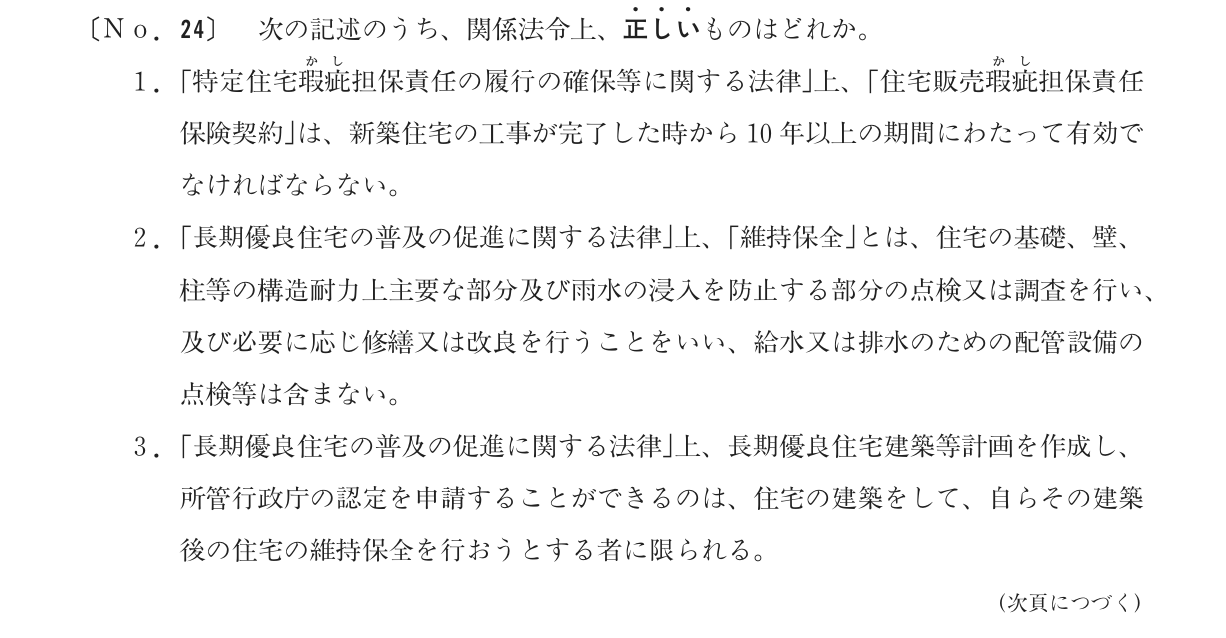 〔Ｎｏ．24〕　次の記述のうち、関係法令上、正しいものはどれか。
１．「特定住宅瑕疵担保責任の履行の確保等に関する法律」上、「住宅販売瑕疵担保責任
保険契約」は、新築住宅の工事が完了した時から 10 年以上の期間にわたって有効で
なければならない。
２．「長期優良住宅の普及の促進に関する法律」上、「維持保全」とは、住宅の基礎、壁、
柱等の構造耐力上主要な部分及び雨水の浸入を防止する部分の点検又は調査を行い、
及び必要に応じ修繕又は改良を行うことをいい、給水又は排水のための配管設備の
点検等は含まない。
３．「長期優良住宅の普及の促進に関する法律」上、長期優良住宅建築等計画を作成し、
所管行政庁の認定を申請することができるのは、住宅の建築をして、自らその建築
後の住宅の維持保全を行おうとする者に限られる。
(次頁につづく)